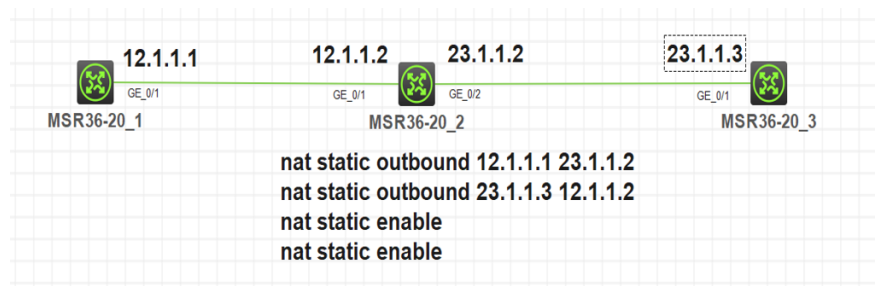 12.1.1.1 12.1.1.2 23.1.1.2 23.1.1.3
GE_0/1 GE_0/1 GE_0/2 GE_0/1
MSR36-20_1 MSR36-20_2 MSR36-20_3
nat static outbound 12.1.1.1 23.1.1.2
nat static outbound 23.1.1.3 12.1.1.2
nat static enable
nat static enable